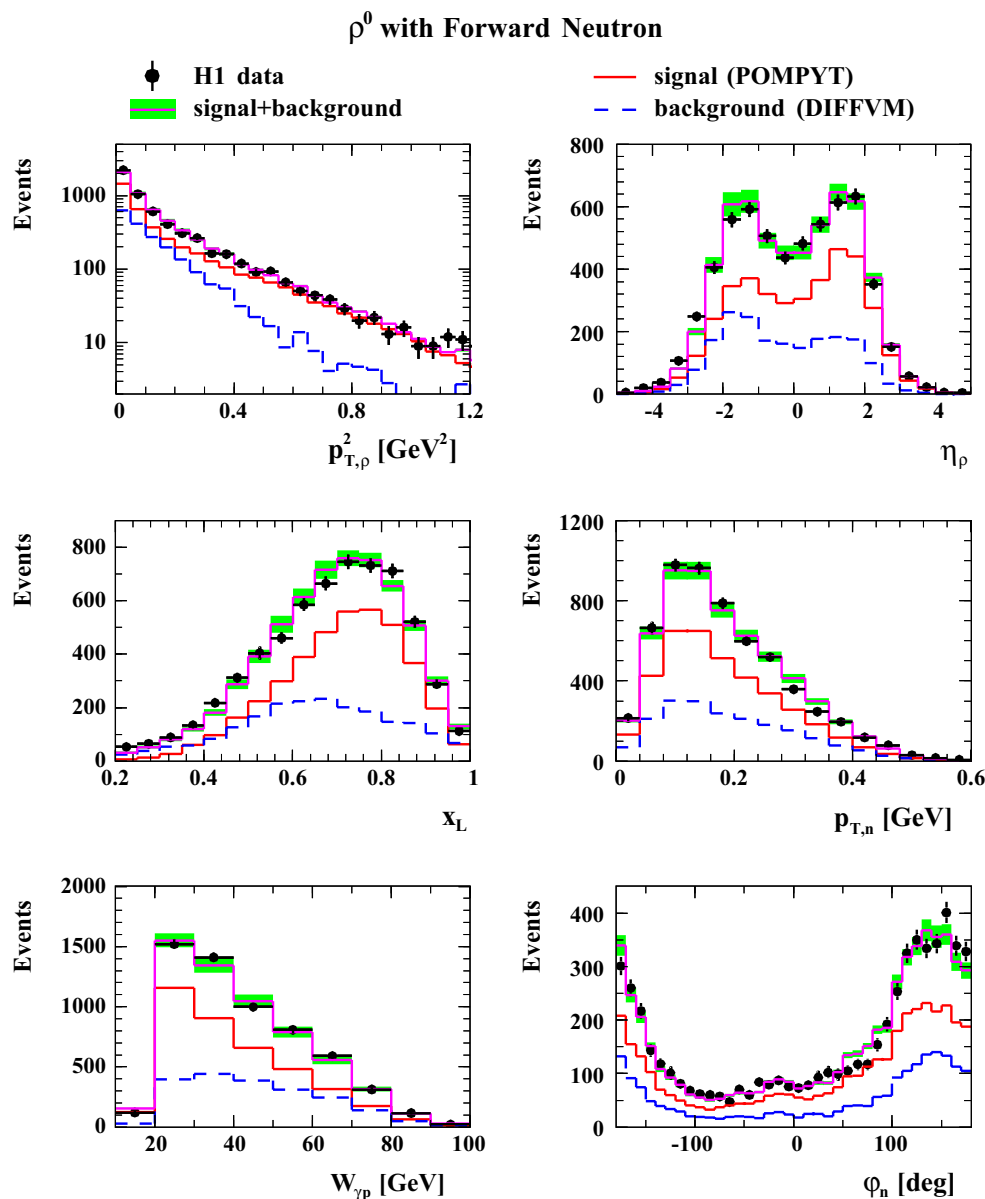 ρ⁰ with Forward Neutron
H1 data
signal (POMPYT)
signal+background
background (DIFFVM)
Events
1000
100
10
0 0.4 0.8 1.2
p²T,ρ [GeV²]
Events
800
600
400
200
0
-4 -2 0 2 4
ηρ
Events
800
600
400
200
0
0.2 0.4 0.6 0.8 1
xL
Events
1200
800
400
0
0 0.2 0.4 0.6
pT,n [GeV]
Events
2000
1500
1000
500
0
20 40 60 80 100
Wγp [GeV]
Events
400
300
200
100
0
-100 0 100
φn [deg]